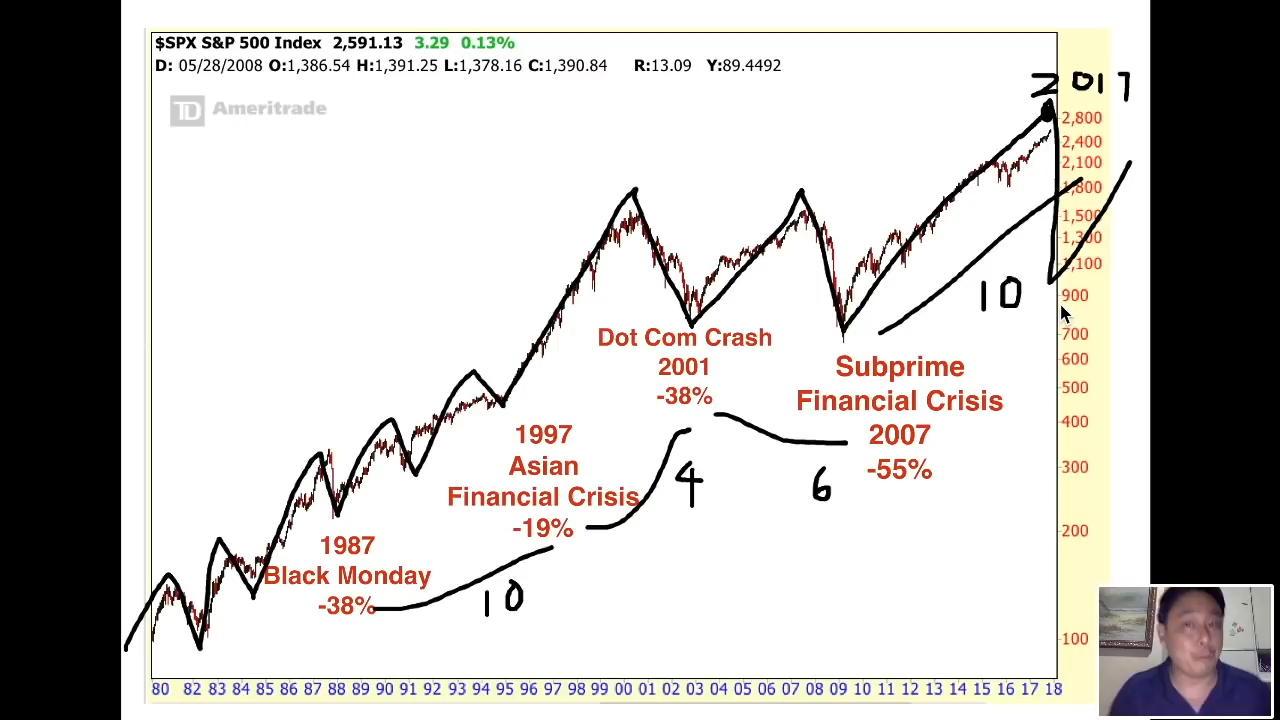 $SPX S&P 500 Index 2,591.13 3.29 0.13%
D: 05/28/2008 O:1,386.54 H:1,391.25 L:1,378.16 C:1,390.84 R:13.09 Y:89.4492
TD Ameritrade
2017
2,800
2,400
2,100
1,800
1,500
1,300
1,100
900
700
600
500
400
300
200
100
10
Dot Com Crash
2001
-38%
Subprime
Financial Crisis
2007
-55%
1997
Asian
Financial Crisis
-19%
4
6
1987
Black Monday
-38%
10
80 82 83 84 85 86 88 89 90 91 92 93 94 95 97 98 99 00 01 02 03 04 05 06 07 08 09 10 11 12 13 14 15 16 17 18